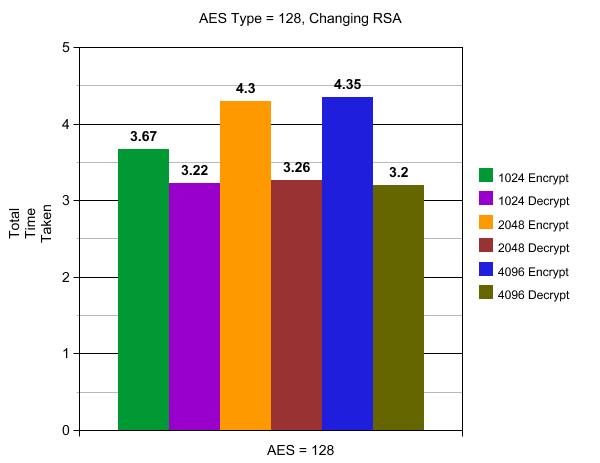 AES Type = 128, Changing RSA
5
4
3
2
1
0
Total
Time
Taken
3.67
3.22
4.3
3.26
4.35
3.2
AES = 128
1024 Encrypt
1024 Decrypt
2048 Encrypt
2048 Decrypt
4096 Encrypt
4096 Decrypt